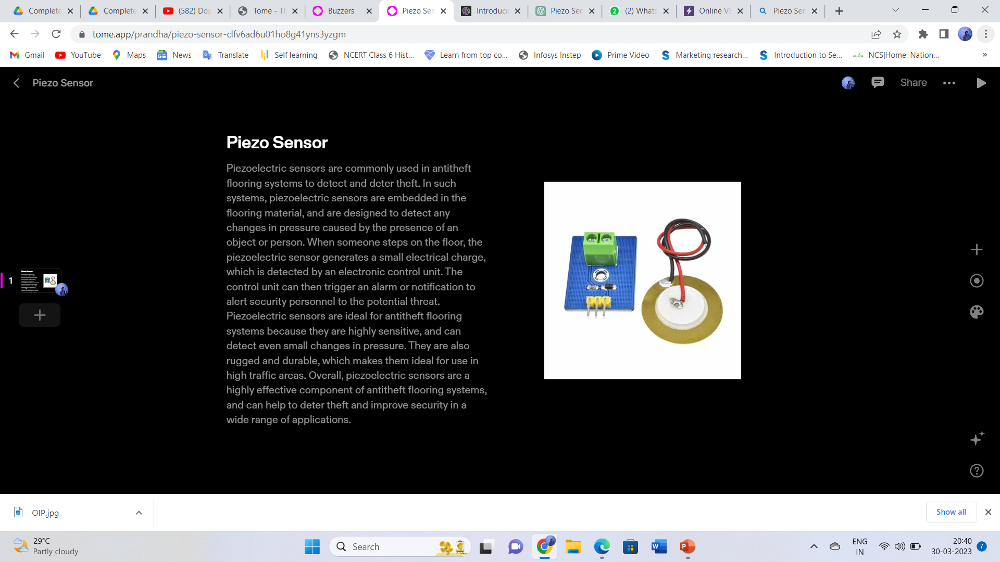 Complete
Complete
(582) Dop
Tome - Th
Buzzers
Piezo Sen
Introduci
Piezo Sen
(2) Whats
Online VE
Piezo Sen
tome.app/prandha/piezo-sensor-clfv6ad6u01ho8g41yns3yzgm
Gmail
YouTube
Maps
News
Translate
Self learning
NCERT Class 6 Hist...
Learn from top co...
Infosys Instep
Prime Video
Marketing research...
Introduction to Se...
NCS|Home: Nation...
»
Piezo Sensor
Share
Piezo Sensor
Piezoelectric sensors are commonly used in antitheft
flooring systems to detect and deter theft. In such
systems, piezoelectric sensors are embedded in the
flooring material, and are designed to detect any
changes in pressure caused by the presence of an
object or person. When someone steps on the floor, the
piezoelectric sensor generates a small electrical charge,
which is detected by an electronic control unit. The
control unit can then trigger an alarm or notification to
alert security personnel to the potential threat.
Piezoelectric sensors are ideal for antitheft flooring
systems because they are highly sensitive, and can
detect even small changes in pressure. They are also
rugged and durable, which makes them ideal for use in
high traffic areas. Overall, piezoelectric sensors are a
highly effective component of antitheft flooring systems,
and can help to deter theft and improve security in a
wide range of applications.
1
OIP.jpg
Show all
29°C
Partly cloudy
Search
ENG
IN
20:40
30-03-2023
7